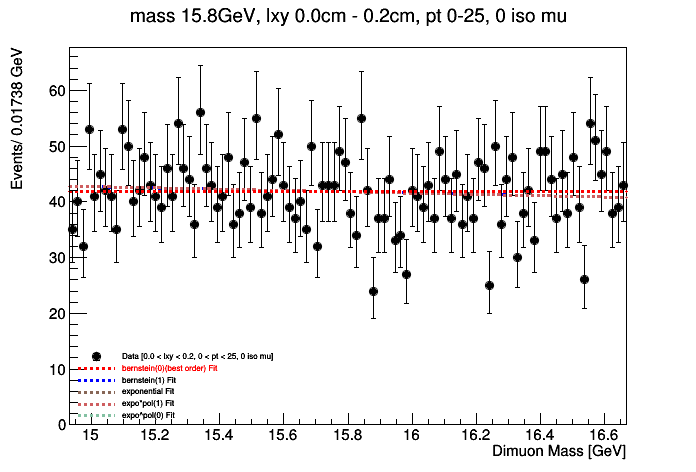 mass 15.8GeV, lxy 0.0cm - 0.2cm, pt 0-25, 0 iso mu
Events/ 0.01738 GeV
60
50
40
30
20
10
0
Data [0.0 < lxy < 0.2, 0 < pt < 25, 0 iso mu]
bernstein(0)(best order) Fit
bernstein(1) Fit
exponential Fit
expo*pol(1) Fit
expo^pol(0) Fit
15 15.2 15.4 15.6 15.8 16 16.2 16.4 16.6
Dimuon Mass [GeV]